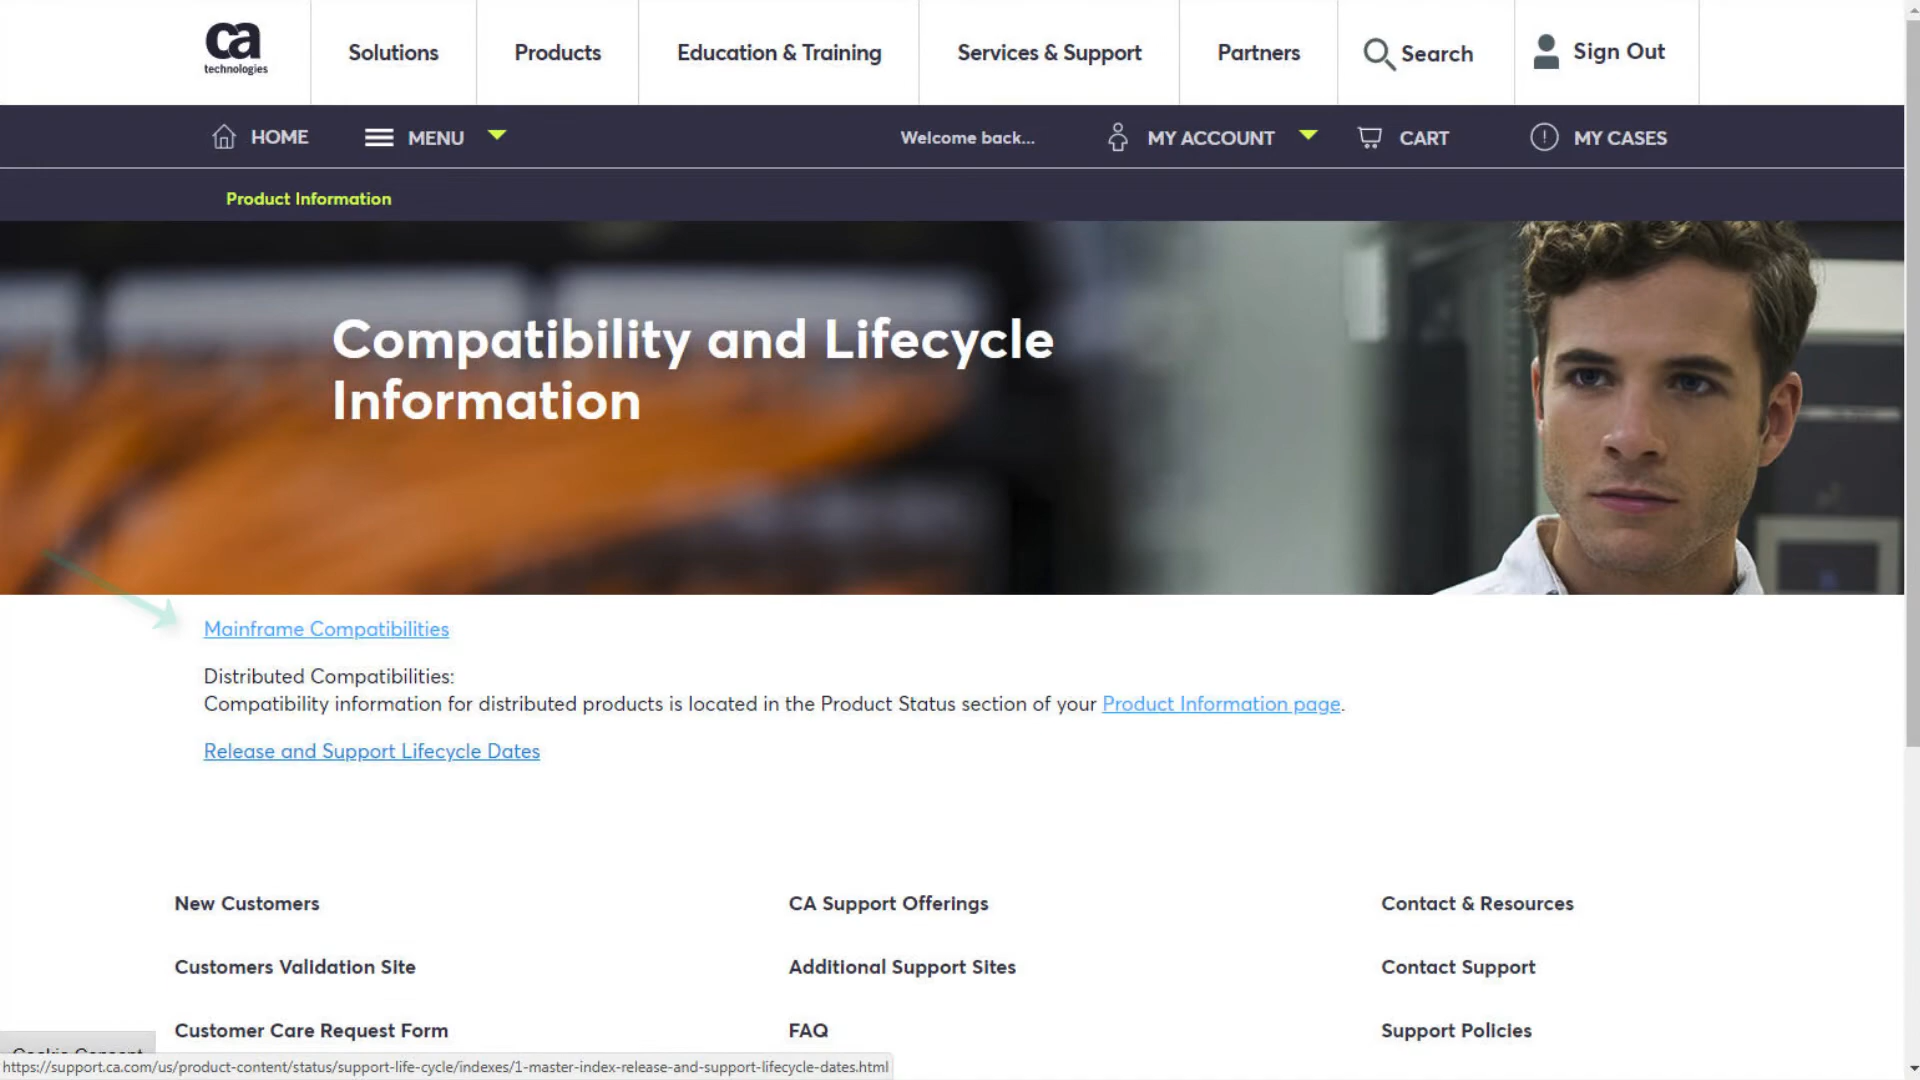 ca
technologies
Solutions
Products
Education & Training
Services & Support
Partners
Search
Sign Out
HOME
MENU
Welcome back...
MY ACCOUNT
CART
MY CASES
Product Information
Compatibility and Lifecycle
Information
Mainframe Compatibilities
Distributed Compatibilities:
Compatibility information for distributed products is located in the Product Status section of your Product Information page.
Release and Support Lifecycle Dates
New Customers
CA Support Offerings
Contact & Resources
Customers Validation Site
Additional Support Sites
Contact Support
Customer Care Request Form
FAQ
Support Policies
Cookie Consent
https://support.ca.com/us/product-content/status/support-life-cycle/indexes/1-master-index-release-and-support-lifecycle-dates.html